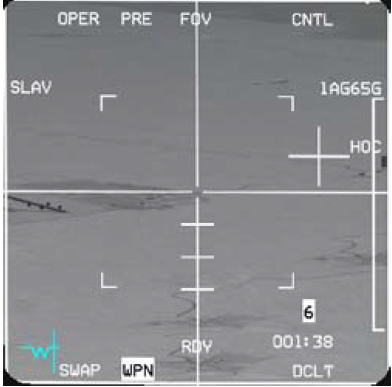 OPER PRE FOV CNTL
SLAV 1AG65G
HOC
6
RDY 001:38
SWAP WPN DCLT